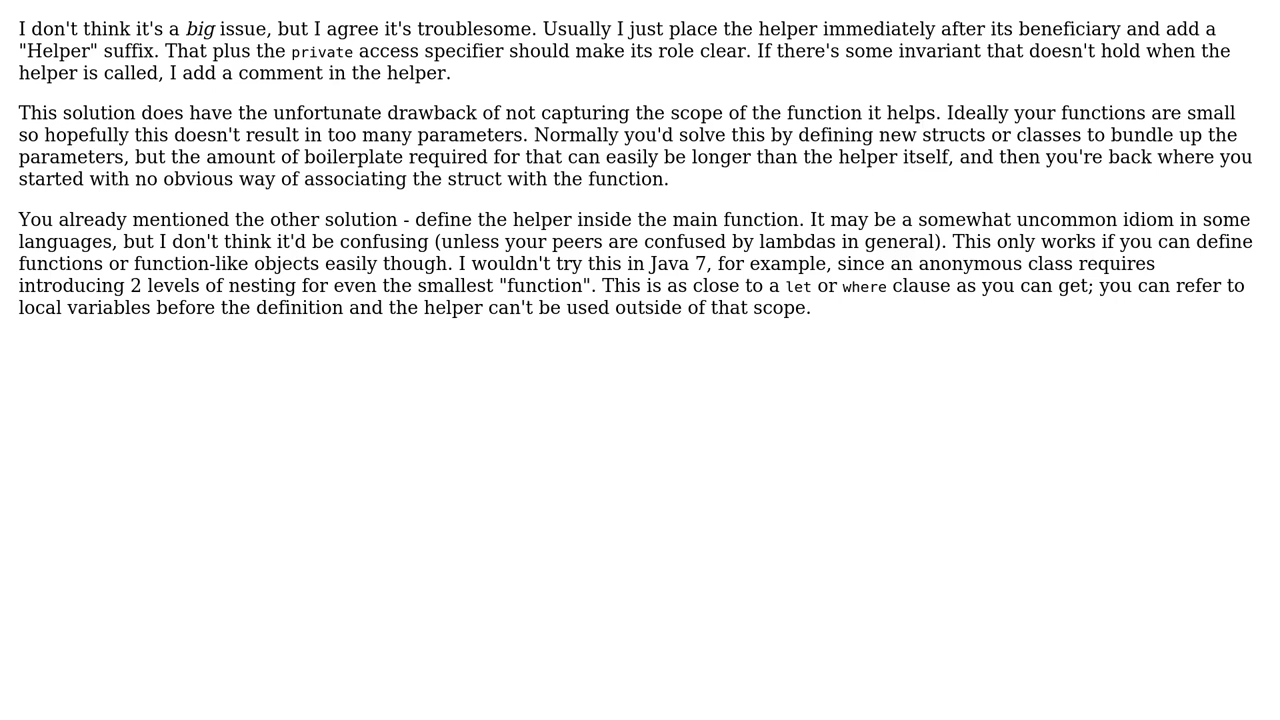 I don't think it's a big issue, but I agree it's troublesome. Usually I just place the helper immediately after its beneficiary and add a
"Helper" suffix. That plus the private access specifier should make its role clear. If there's some invariant that doesn't hold when the
helper is called, I add a comment in the helper.
This solution does have the unfortunate drawback of not capturing the scope of the function it helps. Ideally your functions are small
so hopefully this doesn't result in too many parameters. Normally you'd solve this by defining new structs or classes to bundle up the
parameters, but the amount of boilerplate required for that can easily be longer than the helper itself, and then you're back where you
started with no obvious way of associating the struct with the function.
You already mentioned the other solution - define the helper inside the main function. It may be a somewhat uncommon idiom in some
languages, but I don't think it'd be confusing (unless your peers are confused by lambdas in general). This only works if you can define
functions or function-like objects easily though. I wouldn't try this in Java 7, for example, since an anonymous class requires
introducing 2 levels of nesting for even the smallest "function". This is as close to a let or where clause as you can get; you can refer to
local variables before the definition and the helper can't be used outside of that scope.